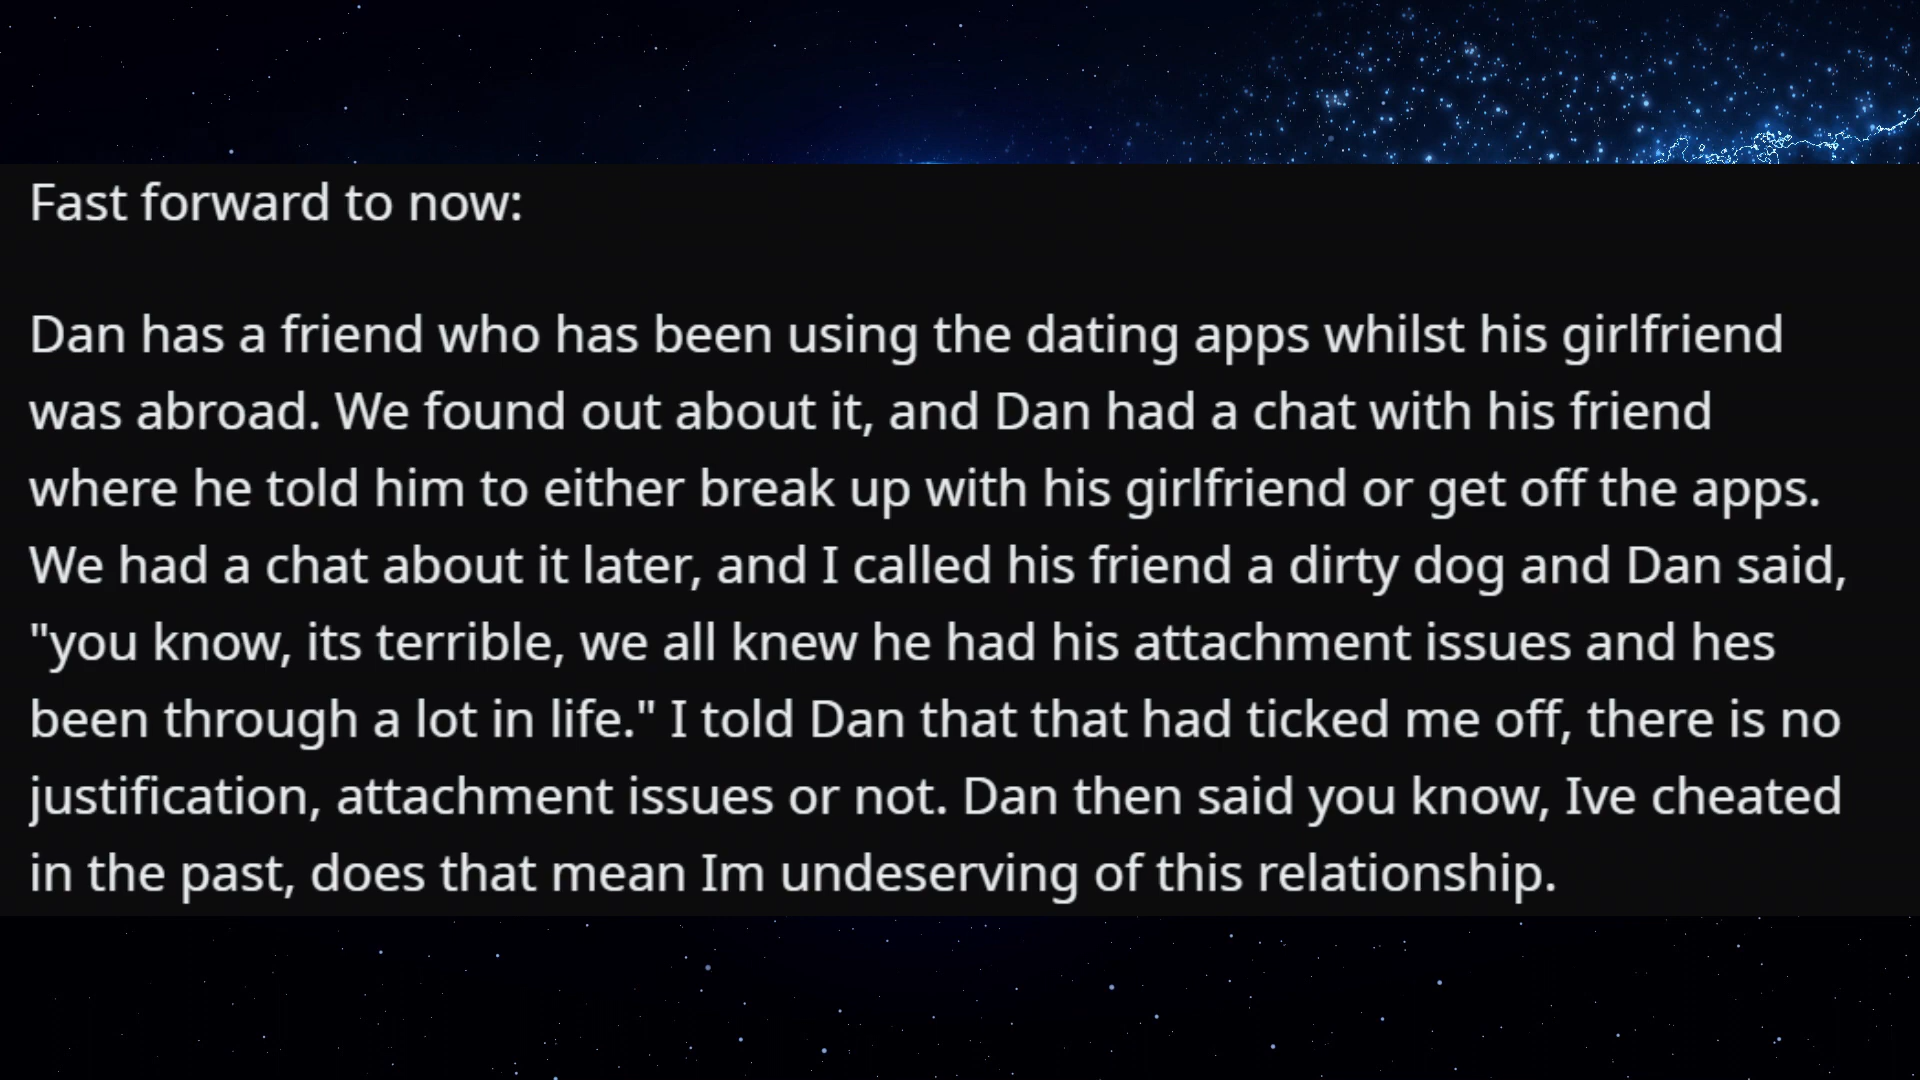 Fast forward to now:
Dan has a friend who has been using the dating apps whilst his girlfriend
was abroad. We found out about it, and Dan had a chat with his friend
where he told him to either break up with his girlfriend or get off the apps.
We had a chat about it later, and I called his friend a dirty dog and Dan said,
"you know, its terrible, we all knew he had his attachment issues and hes
been through a lot in life." I told Dan that that had ticked me off, there is no
justification, attachment issues or not. Dan then said you know, Ive cheated
in the past, does that mean Im undeserving of this relationship.